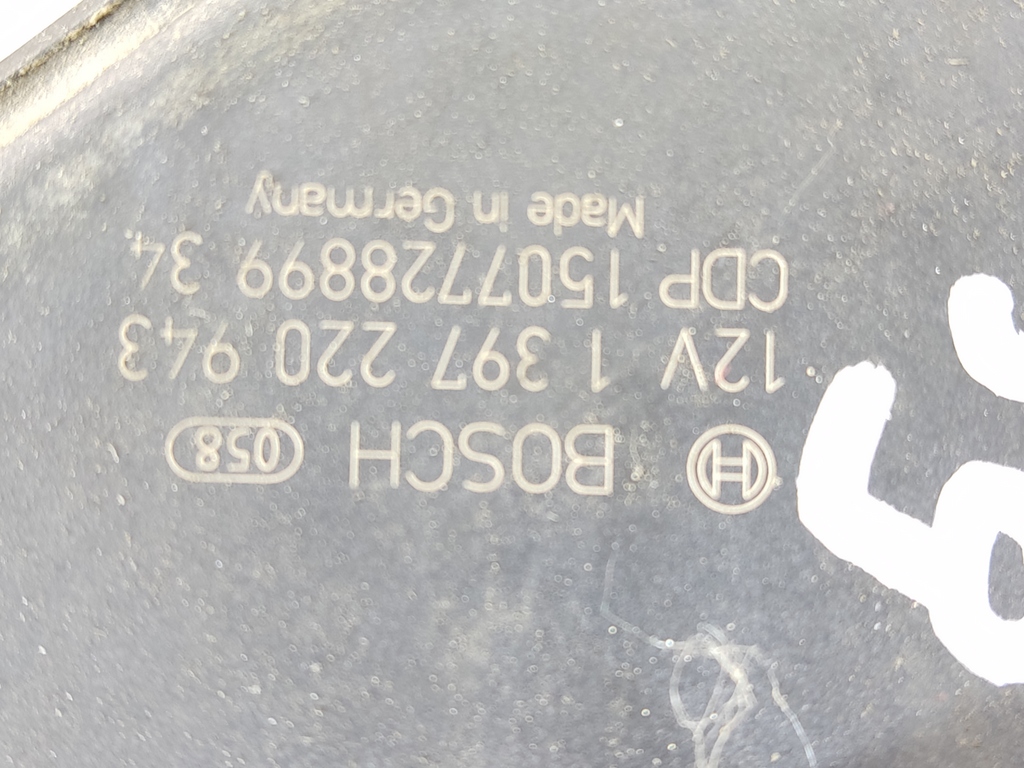 BOSCH 058
12V 1 397 220 943
CDP 1507728899 34
Made in Germany